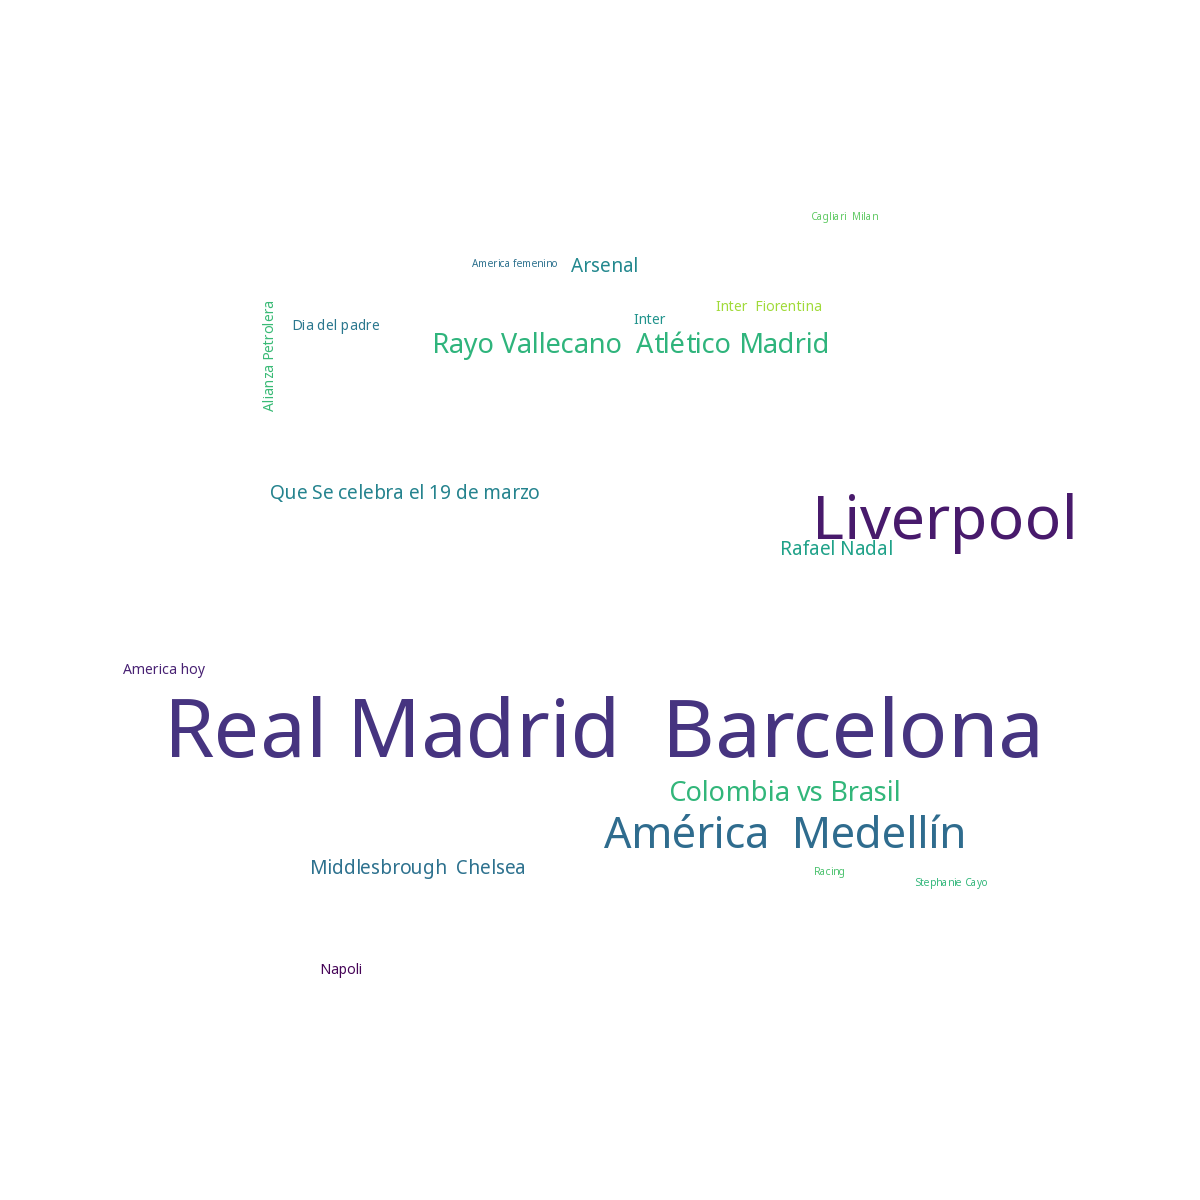 Cagliari Milan
America femenino
Arsenal
Inter Fiorentina
Inter
Dia del padre
Rayo Vallecano Atlético Madrid
Alianza Petrolera
Que Se celebra el 19 de marzo
Liverpool
Rafael Nadal
America hoy
Real Madrid Barcelona
Colombia vs Brasil
América Medellín
Middlesbrough Chelsea
Racing
Stephanie Cayo
Napoli